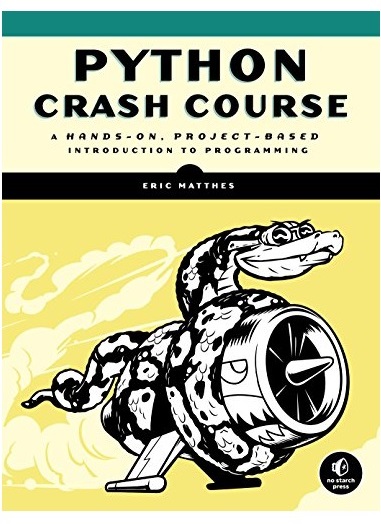 PYTHON
CRASH COURSE
A HANDS-ON, PROJECT-BASED
INTRODUCTION TO PROGRAMMING
ERIC MATTHES
no starch
press